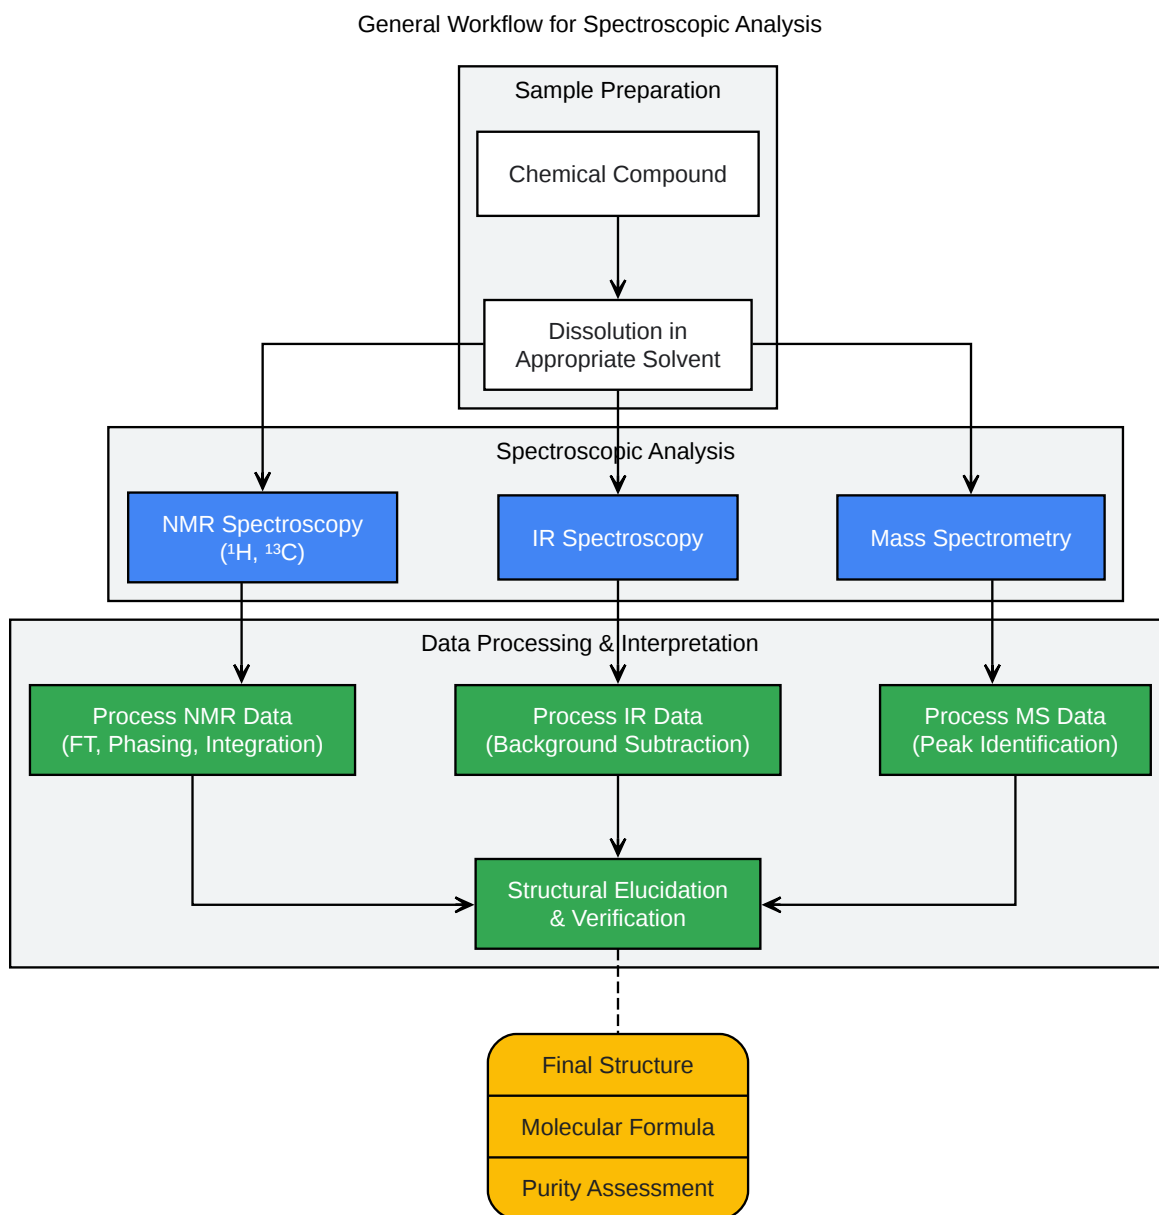 General Workflow for Spectroscopic Analysis
Sample Preparation
Chemical Compound
Dissolution in
Appropriate Solvent
Spectroscopic Analysis
NMR Spectroscopy
(¹H, ¹³C)
IR Spectroscopy
Mass Spectrometry
Data Processing & Interpretation
Process NMR Data
(FT, Phasing, Integration)
Process IR Data
(Background Subtraction)
Process MS Data
(Peak Identification)
Structural Elucidation
& Verification
Final Structure
Molecular Formula
Purity Assessment